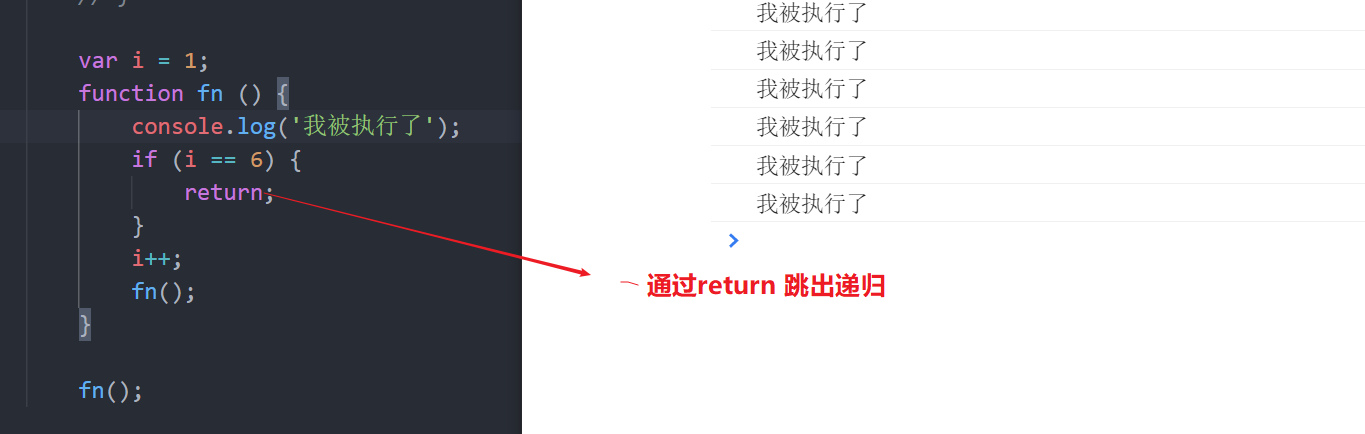 // }
var i = 1;
function fn () {
console.log('我被执行了');
if (i == 6) {
return;
}
i++;
fn();
}
fn();
我被执行了
我被执行了
我被执行了
我被执行了
我被执行了
我被执行了
通过return 跳出递归